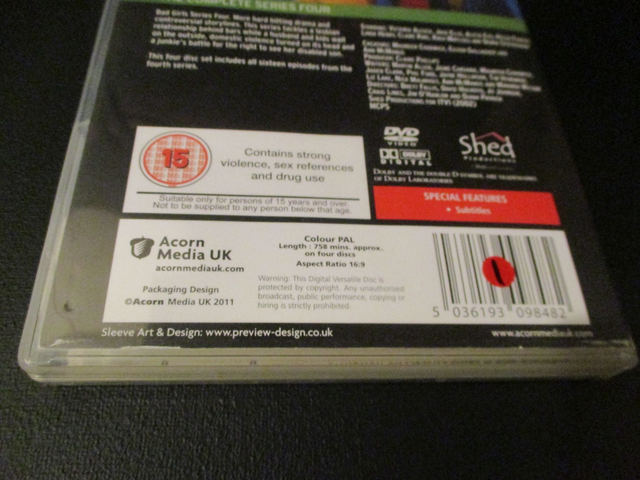 COMPLETE SERIES FOUR
Bad Girls Series Four. More hard hitting drama and
controversial storylines. This series tackles a lesbian
relationship behind bars while a husband and son wait
on the outside, domestic violence turned on its head and
a junkie's battle for the right to see her disabled son.
This four disc set includes all sixteen episodes from the
fourth series.
Shed Productions for ITV1 (2002)
MCPS
15
Contains strong
violence, sex references
and drug use
Suitable only for persons of 15 years and over.
Not to be supplied to any person below that age.
DVD
VIDEO
DOLBY
DIGITAL
Shed
Productions
Dolby and the double D symbol are trademarks
of Dolby Laboratories
SPECIAL FEATURES
• Subtitles
Acorn
Media UK
acornmediauk.com
Packaging Design
©Acorn Media UK 2011
Colour PAL
Length : 758 mins. approx.
on four discs
Aspect Ratio 16:9
Warning: This Digital Versatile Disc is
protected by copyright. Any unauthorised
broadcast, public performance, copying or
hiring is strictly prohibited.
5 036193 098482
Sleeve Art & Design: www.preview-design.co.uk
www.acornmediauk.com